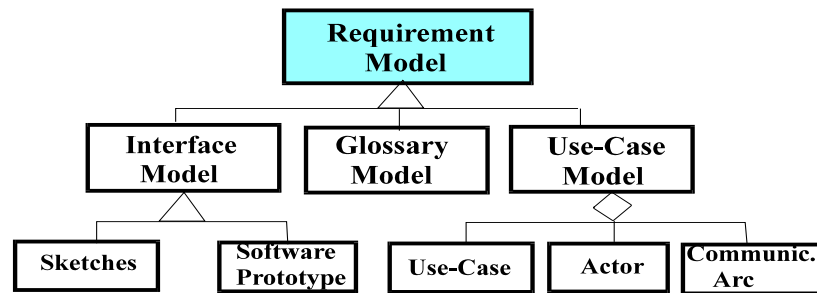 Requirement
Model
Interface
Model
Glossary
Model
Use-Case
Model
Sketches
Software
Prototype
Use-Case
Actor
Communic.
Arc